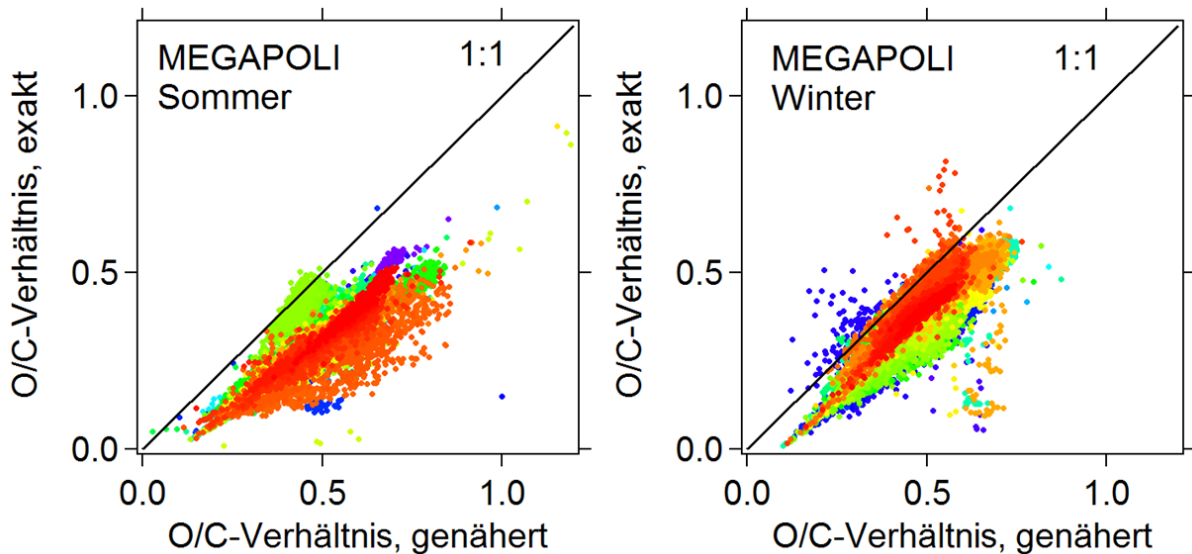 MEGAPOLI
1:1
Sommer
O/C-Verhältnis, exakt
1.0
0.5
0.0
0.0
0.5
1.0
O/C-Verhältnis, genähert
MEGAPOLI
1:1
Winter
O/C-Verhältnis, exakt
1.0
0.5
0.0
0.0
0.5
1.0
O/C-Verhältnis, genähert